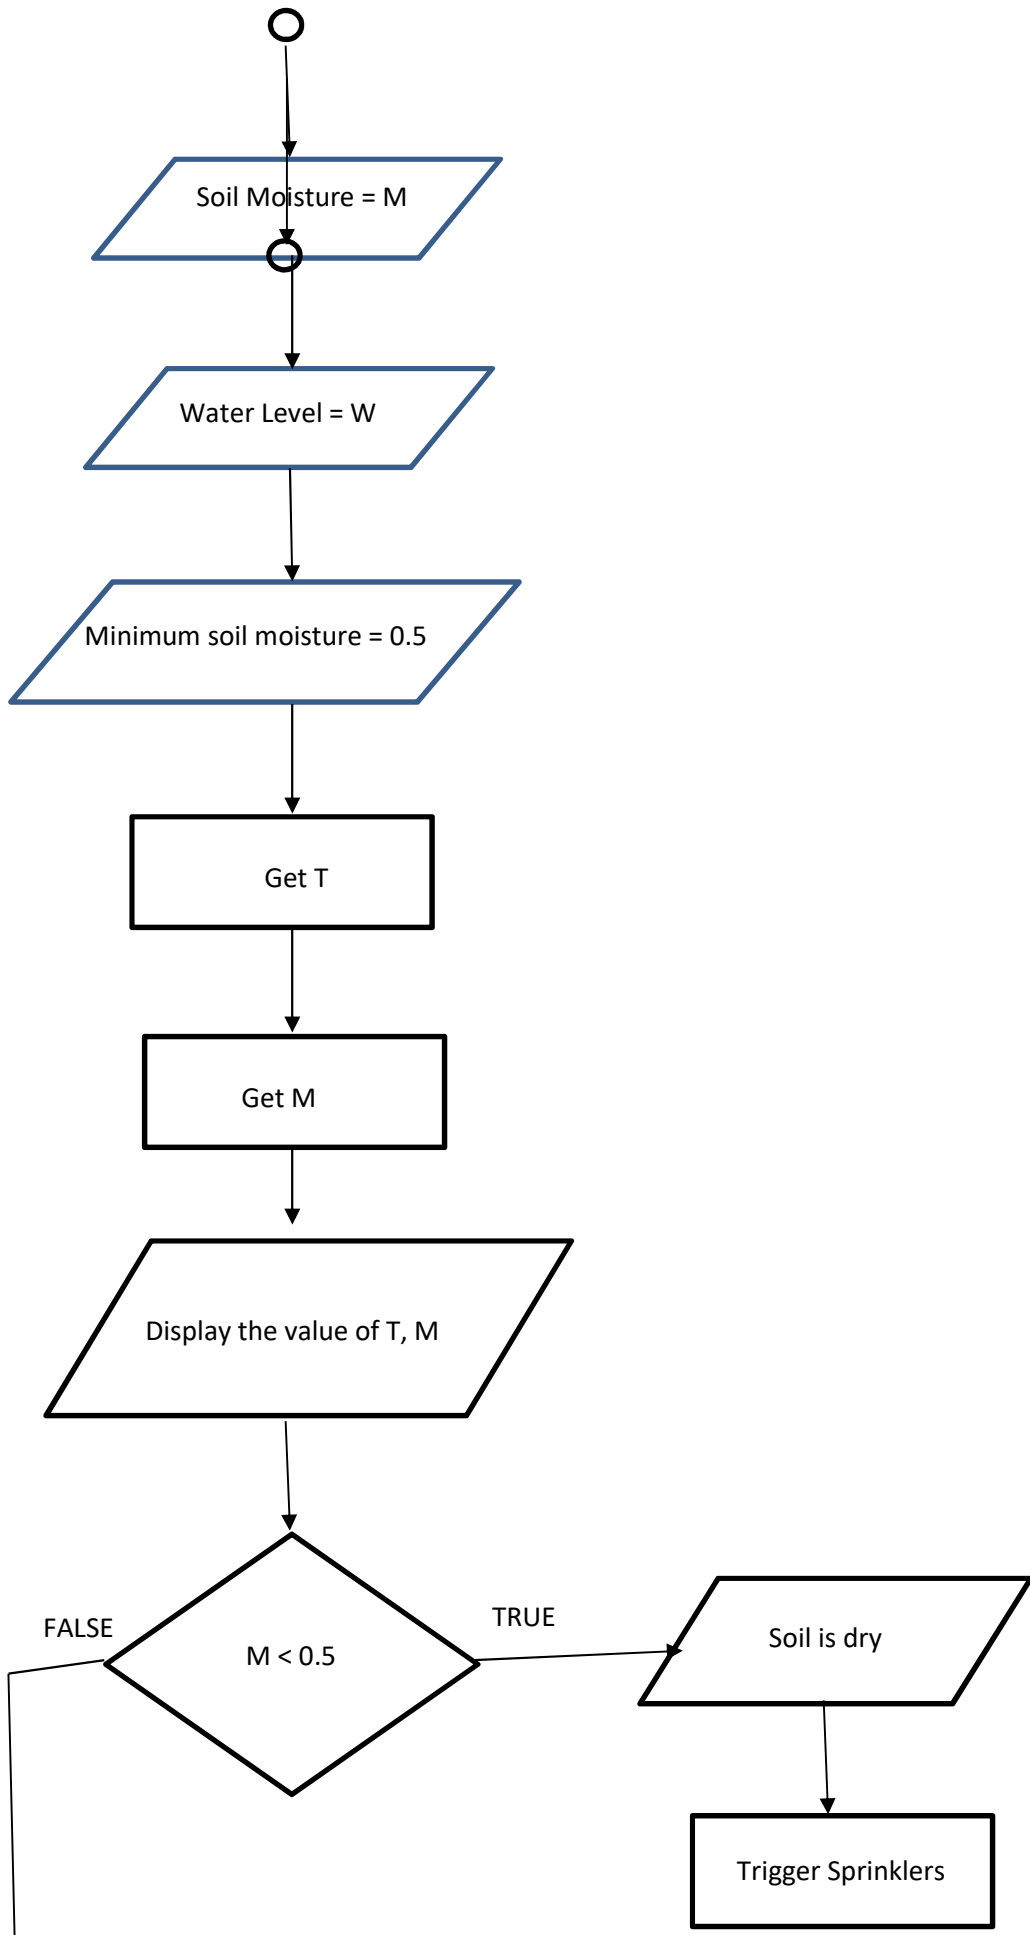 Soil Moisture = M
Water Level = W
Minimum soil moisture = 0.5
Get T
Get M
Display the value of T, M
FALSE
TRUE
M < 0.5
Soil is dry
Trigger Sprinklers